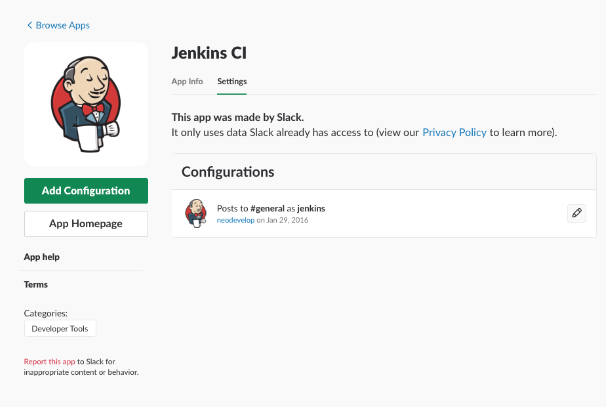 Browse Apps
Jenkins CI
App Info Settings
This app was made by Slack.
It only uses data Slack already has access to (view our Privacy Policy to learn more).
Add Configuration
App Homepage
App help
Terms
Categories:
Developer Tools
Report this app to Slack for
inappropriate content or behavior.
Configurations
Posts to #general as jenkins
neodevelop on Jan 29, 2016